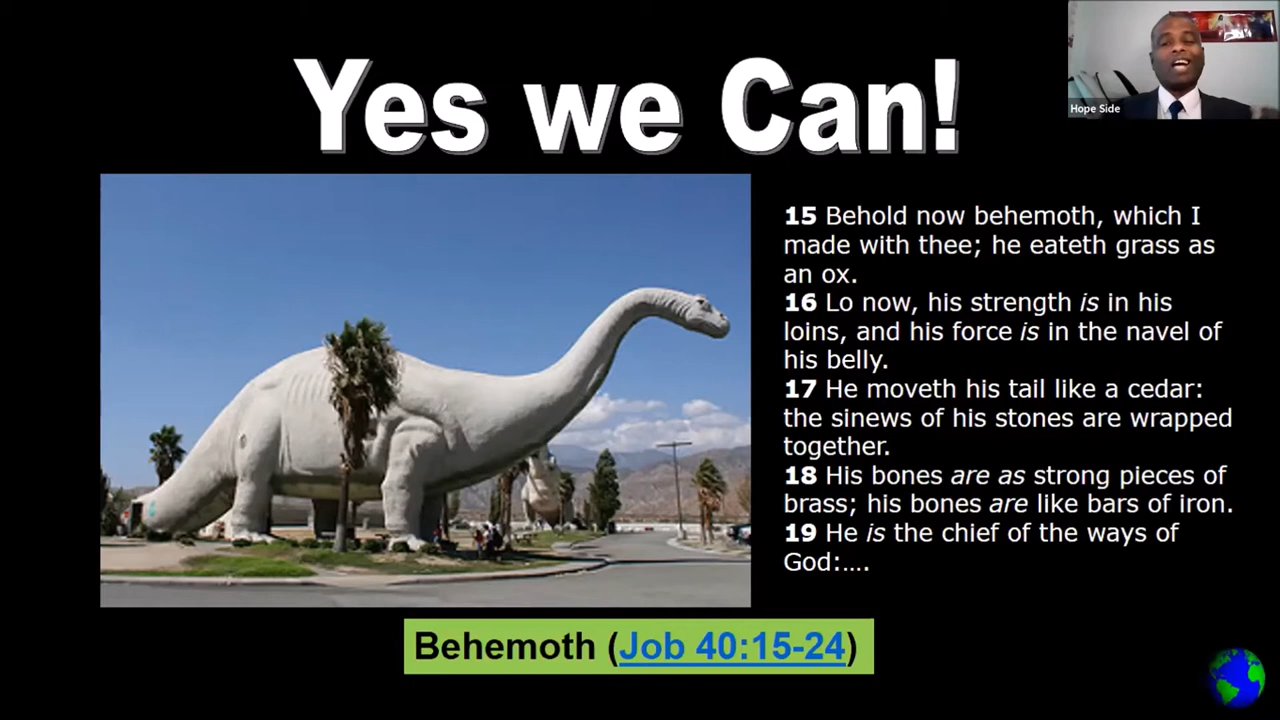 Yes we Can!
Hope Side
15 Behold now behemoth, which I
made with thee; he eateth grass as
an ox.
16 Lo now, his strength is in his
loins, and his force is in the navel of
his belly.
17 He moveth his tail like a cedar:
the sinews of his stones are wrapped
together.
18 His bones are as strong pieces of
brass; his bones are like bars of iron.
19 He is the chief of the ways of
God:....
Behemoth (Job 40:15-24)